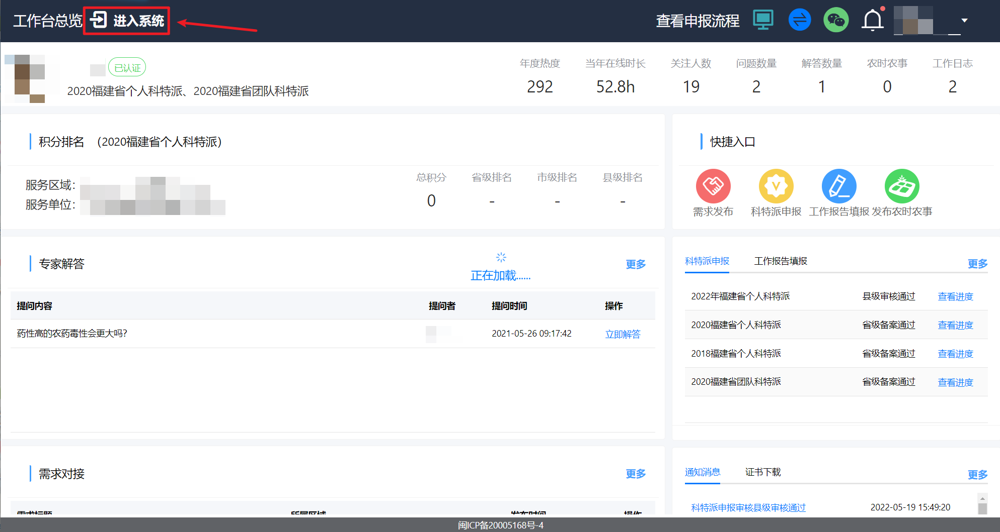 工作台总览 进入系统 查看申报流程
已认证
2020福建省个人科特派、2020福建省团队科特派
年度热度 当年在线时长 关注人数 问题数量 解答数量 农时农事 工作日志
292 52.8h 19 2 1 0 2
积分排名 （2020福建省个人科特派）
服务区域：
服务单位：
总积分 省级排名 市级排名 县级排名
0 - - -
快捷入口
需求发布 科特派申报 工作报告填报 发布农时农事
专家解答 更多
正在加载......
提问内容 提问者 提问时间 操作
药性高的农药毒性会更大吗? 2021-05-26 09:17:42 立即解答
科特派申报 工作报告填报 更多
2022年福建省个人科特派 县级审核通过 查看进度
2020福建省个人科特派 省级备案通过 查看进度
2018福建省个人科特派 省级备案通过 查看进度
2020福建省团队科特派 省级备案通过 查看进度
需求对接 更多
需求标题 所属区域 发布时间 操作
通知消息 证书下载 更多
科特派申报审核县级审核通过 2022-05-19 15:49:20
闽ICP备20005168号-4